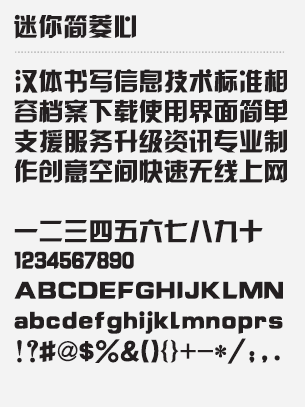 迷你简菱心
汉体书写信息技术标准相
容档案下载使用界面简单
支援服务升级资讯专业制
作创意空间快速无线上网
一二三四五六七八九十
1234567890
ABCDEFGHIJKLMN
abcdefghijklmnoprs
!?#@$%&(){}+−*/;,.